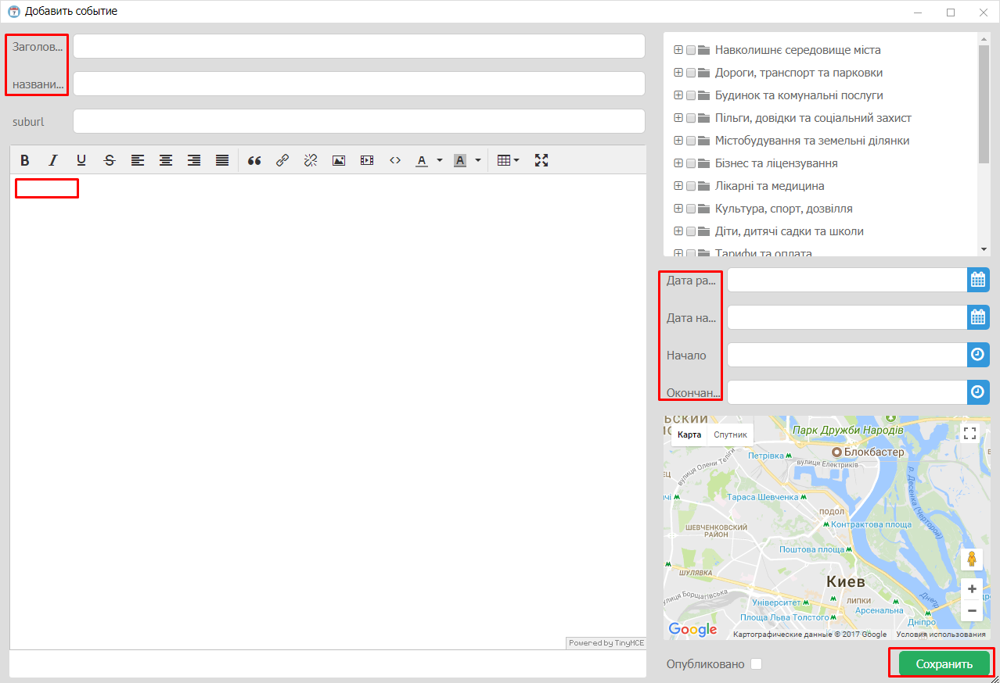 Добавить событие
Заголов...
названи...
suburl
Powered by TinyMCE
Навколишнє середовище міста
Дороги, транспорт та парковки
Будинок та комунальні послуги
Пільги, довідки та соціальний захист
Містобудування та земельні ділянки
Бізнес та ліцензування
Лікарні та медицина
Культура, спорт, дозвілля
Діти, дитячі садки та школи
Тарифи та оплата
Дата ра...
Дата на...
Начало
Окончан...
ЬСКИЙ
Карта Спутник
Парк Дружби Народів
Блокбастер
Петрівка
вулиця Електриків
вулиця Олени Теліги
р. Десенка (Чорторой)
Тараса Шевченка
ПОДОЛ
Контрактова площа
ШЕВЧЕНКОВСКИЙ
РАЙОН
Поштова площа
ШУЛЯВКА
Киев
вулиця Борщагівська
Університет
ЛИПКИ
Арсенальна
Днепр
Площа Льва Толстого
Дніпро
Google
Картографические данные © 2017 Google Условия использования
Опубликовано
Сохранить